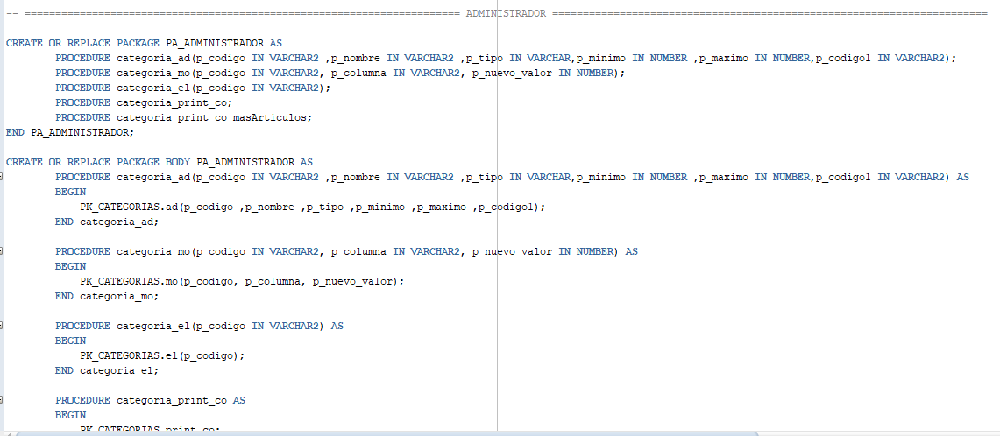 -- ======================================================================= ADMINISTRADOR =======================================================================
CREATE OR REPLACE PACKAGE PA_ADMINISTRADOR AS
        PROCEDURE categoria_ad(p_codigo IN VARCHAR2 ,p_nombre IN VARCHAR2 ,p_tipo IN VARCHAR,p_minimo IN NUMBER ,p_maximo IN NUMBER,p_codigo1 IN VARCHAR2);
        PROCEDURE categoria_mo(p_codigo IN VARCHAR2, p_columna IN VARCHAR2, p_nuevo_valor IN NUMBER);
        PROCEDURE categoria_el(p_codigo IN VARCHAR2);
        PROCEDURE categoria_print_co;
        PROCEDURE categoria_print_co_masArticulos;
END PA_ADMINISTRADOR;
CREATE OR REPLACE PACKAGE BODY PA_ADMINISTRADOR AS
        PROCEDURE categoria_ad(p_codigo IN VARCHAR2 ,p_nombre IN VARCHAR2 ,p_tipo IN VARCHAR,p_minimo IN NUMBER ,p_maximo IN NUMBER,p_codigo1 IN VARCHAR2) AS
        BEGIN
            PK_CATEGORIAS.ad(p_codigo ,p_nombre ,p_tipo ,p_minimo ,p_maximo ,p_codigo1);
        END categoria_ad;
        PROCEDURE categoria_mo(p_codigo IN VARCHAR2, p_columna IN VARCHAR2, p_nuevo_valor IN NUMBER) AS
        BEGIN
            PK_CATEGORIAS.mo(p_codigo, p_columna, p_nuevo_valor);
        END categoria_mo;
        PROCEDURE categoria_el(p_codigo IN VARCHAR2) AS
        BEGIN
            PK_CATEGORIAS.el(p_codigo);
        END categoria_el;
        PROCEDURE categoria_print_co AS
        BEGIN
            PK_CATEGORIAS.print_co;